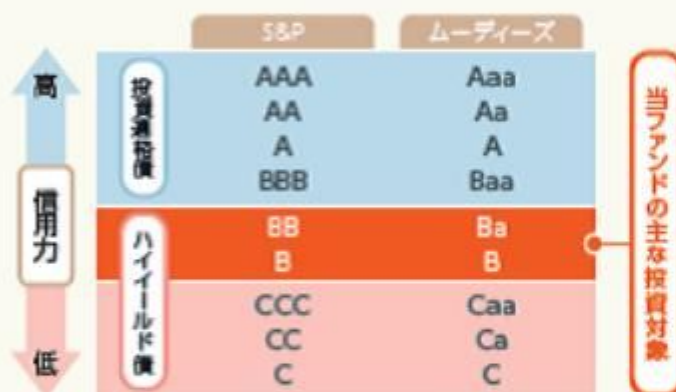 S&P ムーディーズ
高
信用力
低
投資適格債
AAA Aaa
AA Aa
A A
BBB Baa
ハイイールド債
BB Ba
B B
CCC Caa
CC Ca
C C
当ファンドの主な投資対象